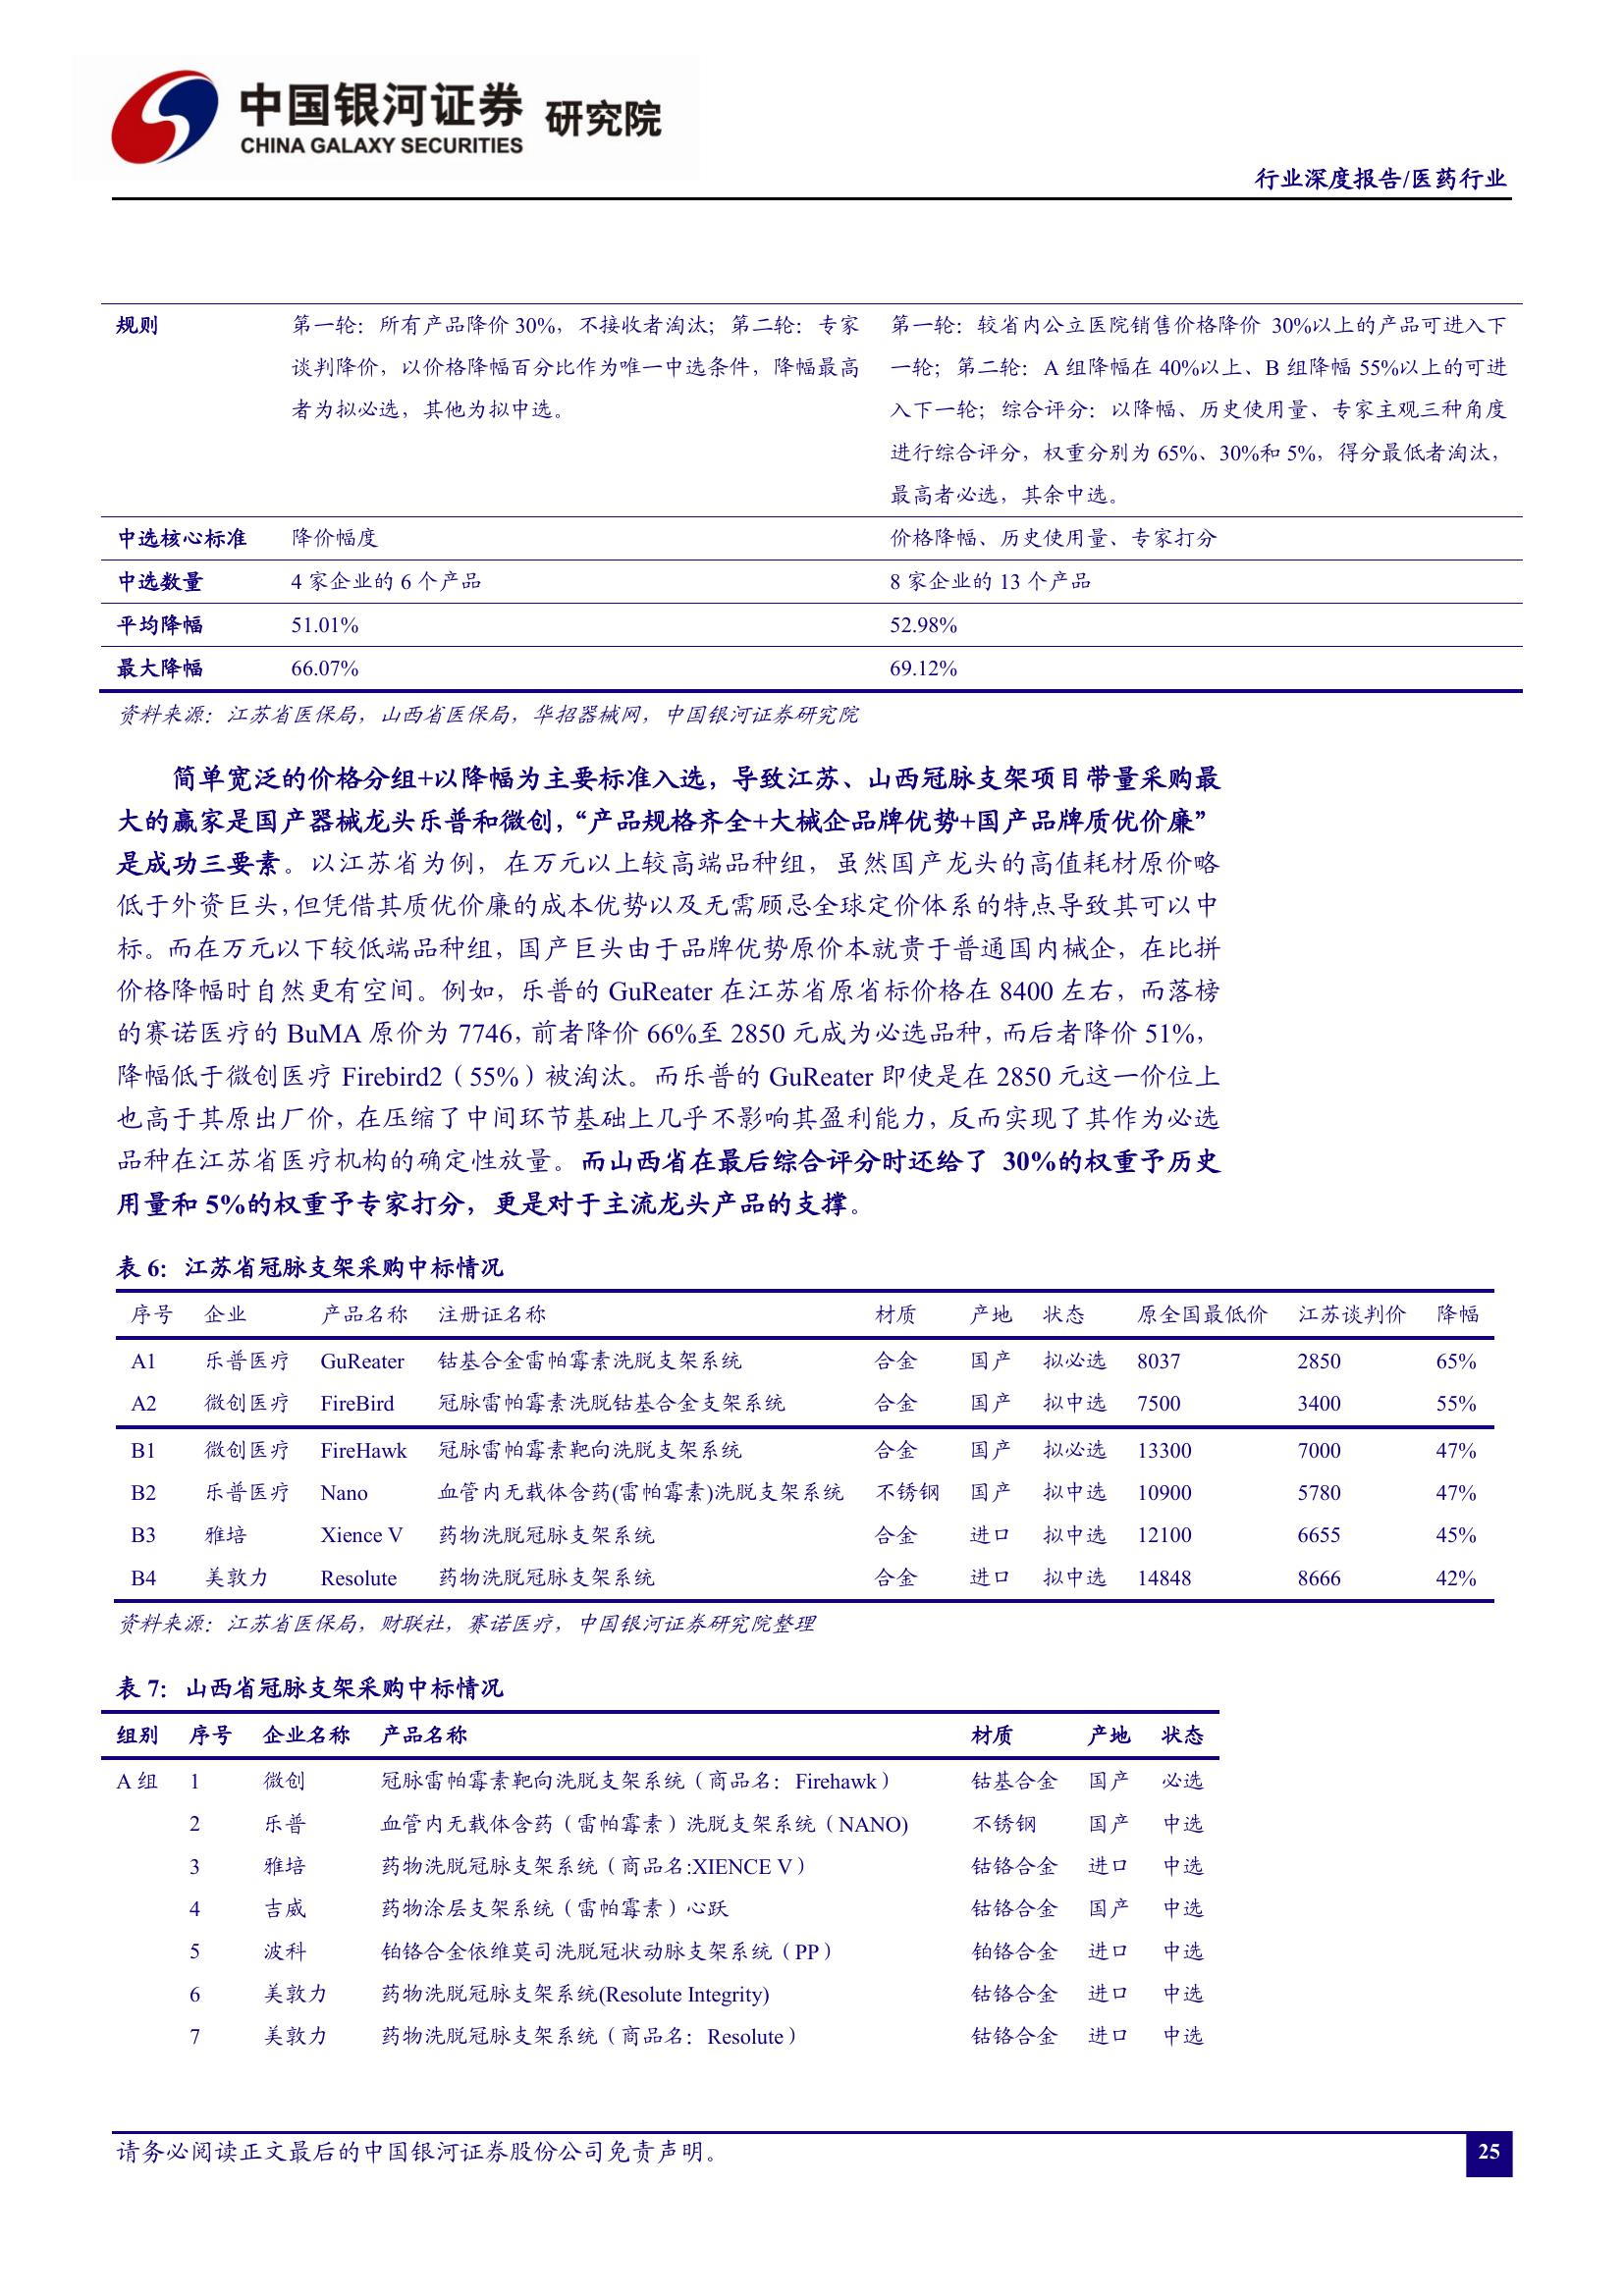 中国银河证券 研究院
CHINA GALAXY SECURITIES
行业深度报告/医药行业
规则 第一轮：所有产品降价 30%，不接收者淘汰；第二轮：专家 第一轮：较省内公立医院销售价格降价 30%以上的产品可进入下
谈判降价，以价格降幅百分比作为唯一中选条件，降幅最高 一轮；第二轮：A 组降幅在 40%以上、B 组降幅 55%以上的可进
者为拟必选，其他为拟中选。 入下一轮；综合评分：以降幅、历史使用量、专家主观三种角度
进行综合评分，权重分别为 65%、30%和 5%，得分最低者淘汰，
最高者必选，其余中选。
中选核心标准 降价幅度 价格降幅、历史使用量、专家打分
中选数量 4 家企业的 6 个产品 8 家企业的 13 个产品
平均降幅 51.01% 52.98%
最大降幅 66.07% 69.12%
资料来源：江苏省医保局，山西省医保局，华招器械网，中国银河证券研究院
简单宽泛的价格分组+以降幅为主要标准入选，导致江苏、山西冠脉支架项目带量采购最
大的赢家是国产器械龙头乐普和微创，“产品规格齐全+大械企品牌优势+国产品牌质优价廉”
是成功三要素。以江苏省为例，在万元以上较高端品种组，虽然国产龙头的高值耗材原价略
低于外资巨头，但凭借其质优价廉的成本优势以及无需顾忌全球定价体系的特点导致其可以中
标。而在万元以下较低端品种组，国产巨头由于品牌优势原价本就贵于普通国内械企，在比拼
价格降幅时自然更有空间。例如，乐普的 GuReater 在江苏省原省标价格在 8400 左右，而落榜
的赛诺医疗的 BuMA 原价为 7746，前者降价 66%至 2850 元成为必选品种，而后者降价 51%，
降幅低于微创医疗 Firebird2（55%）被淘汰。而乐普的 GuReater 即使是在 2850 元这一价位上
也高于其原出厂价，在压缩了中间环节基础上几乎不影响其盈利能力，反而实现了其作为必选
品种在江苏省医疗机构的确定性放量。而山西省在最后综合评分时还给了 30%的权重予历史
用量和 5%的权重予专家打分，更是对于主流龙头产品的支撑。
表 6：江苏省冠脉支架采购中标情况
序号 企业 产品名称 注册证名称 材质 产地 状态 原全国最低价 江苏谈判价 降幅
A1 乐普医疗 GuReater 钴基合金雷帕霉素洗脱支架系统 合金 国产 拟必选 8037 2850 65%
A2 微创医疗 FireBird 冠脉雷帕霉素洗脱钴基合金支架系统 合金 国产 拟中选 7500 3400 55%
B1 微创医疗 FireHawk 冠脉雷帕霉素靶向洗脱支架系统 合金 国产 拟必选 13300 7000 47%
B2 乐普医疗 Nano 血管内无载体含药(雷帕霉素)洗脱支架系统 不锈钢 国产 拟中选 10900 5780 47%
B3 雅培 Xience V 药物洗脱冠脉支架系统 合金 进口 拟中选 12100 6655 45%
B4 美敦力 Resolute 药物洗脱冠脉支架系统 合金 进口 拟中选 14848 8666 42%
资料来源：江苏省医保局，财联社，赛诺医疗，中国银河证券研究院整理
表 7：山西省冠脉支架采购中标情况
组别 序号 企业名称 产品名称 材质 产地 状态
A 组 1 微创 冠脉雷帕霉素靶向洗脱支架系统（商品名：Firehawk） 钴基合金 国产 必选
2 乐普 血管内无载体含药（雷帕霉素）洗脱支架系统（NANO) 不锈钢 国产 中选
3 雅培 药物洗脱冠脉支架系统（商品名:XIENCE V） 钴铬合金 进口 中选
4 吉威 药物涂层支架系统（雷帕霉素）心跃 钴铬合金 国产 中选
5 波科 铂铬合金依维莫司洗脱冠状动脉支架系统（PP） 铂铬合金 进口 中选
6 美敦力 药物洗脱冠脉支架系统(Resolute Integrity) 钴铬合金 进口 中选
7 美敦力 药物洗脱冠脉支架系统（商品名：Resolute） 钴铬合金 进口 中选
请务必阅读正文最后的中国银河证券股份公司免责声明。 25